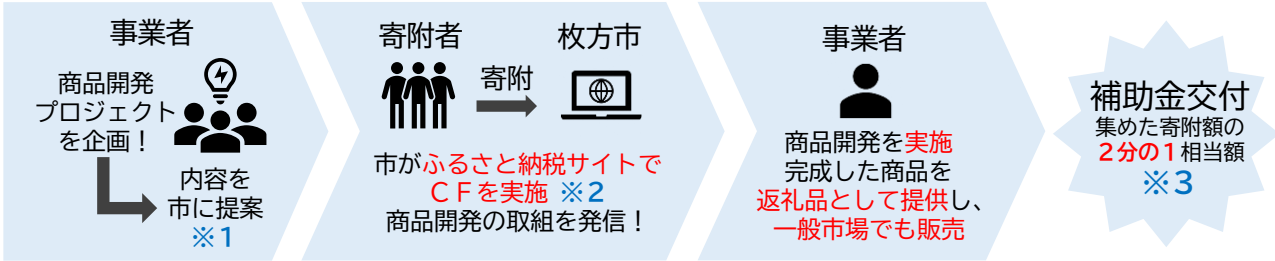 事業者
商品開発
プロジェクト
を企画！
内容を
市に提案
※１
寄附者
枚方市
寄附
市がふるさと納税サイトで
ＣＦを実施 ※２
商品開発の取組を発信！
事業者
商品開発を実施
完成した商品を
返礼品として提供し、
一般市場でも販売
補助金交付
集めた寄附額の
２分の１相当額
※３